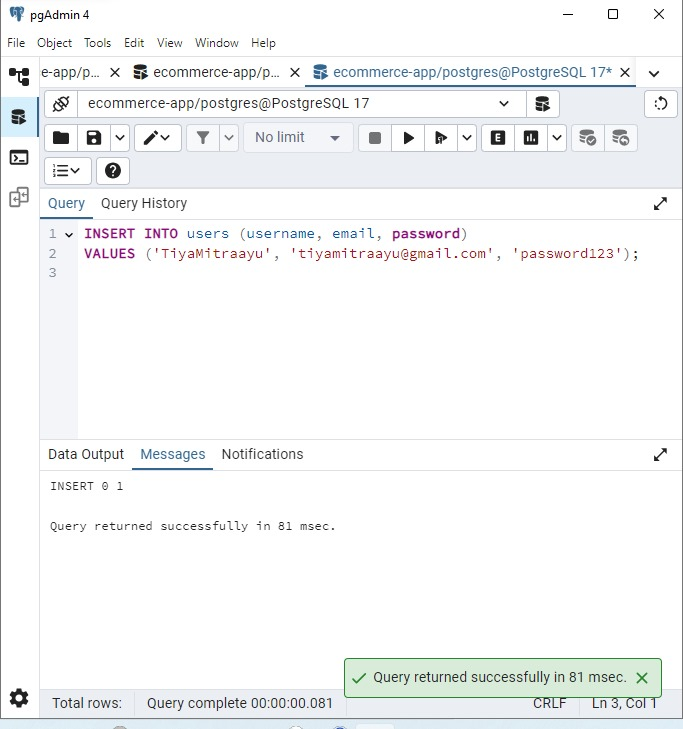 pgAdmin 4
File Object Tools Edit View Window Help
e-app/p... ecommerce-app/p... ecommerce-app/postgres@PostgreSQL 17*
ecommerce-app/postgres@PostgreSQL 17
No limit E
Query Query History
1 INSERT INTO users (username, email, password)
2 VALUES ('TiyaMitraayu', 'tiyamitraayu@gmail.com', 'password123');
3
Data Output Messages Notifications
INSERT 0 1
Query returned successfully in 81 msec.
Query returned successfully in 81 msec.
Total rows: Query complete 00:00:00.081 CRLF Ln 3, Col 1